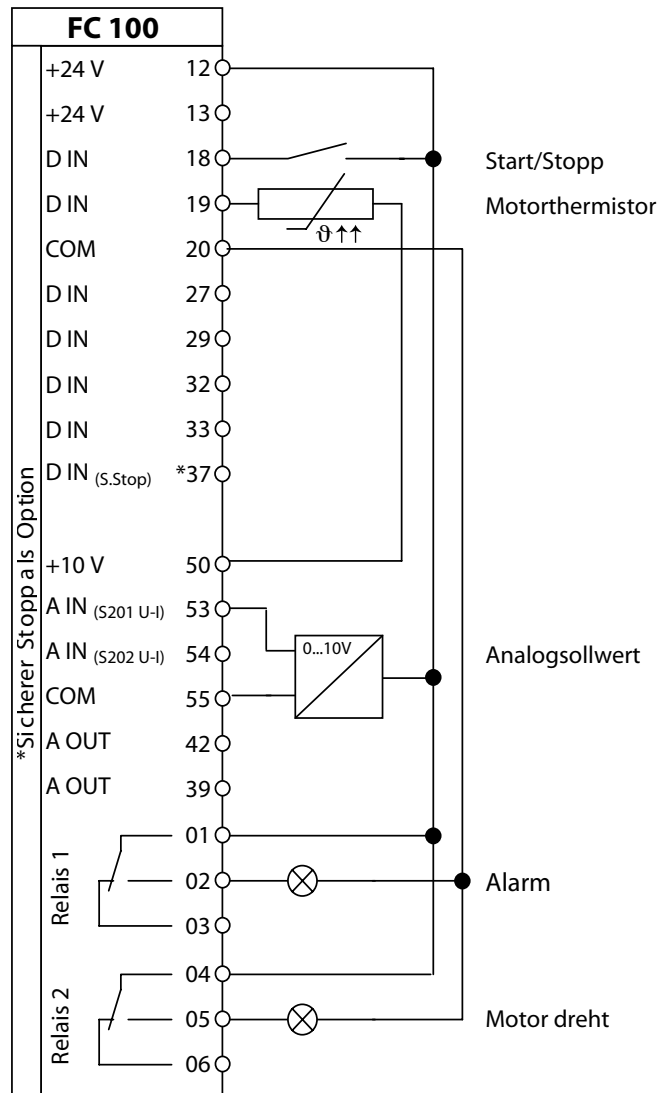 FC 100
+24 V 12
+24 V 13
D IN 18 Start/Stopp
D IN 19 Motorthermistor
ϑ↑↑
COM 20
D IN 27
D IN 29
D IN 32
D IN 33
D IN (S.Stop) *37
*Sicherer Stopp als Option
+10 V 50
A IN (S201 U-I) 53
0...10V
A IN (S202 U-I) 54 Analogsollwert
COM 55
A OUT 42
A OUT 39
Relais 1
01
02 Alarm
03
Relais 2
04
05 Motor dreht
06